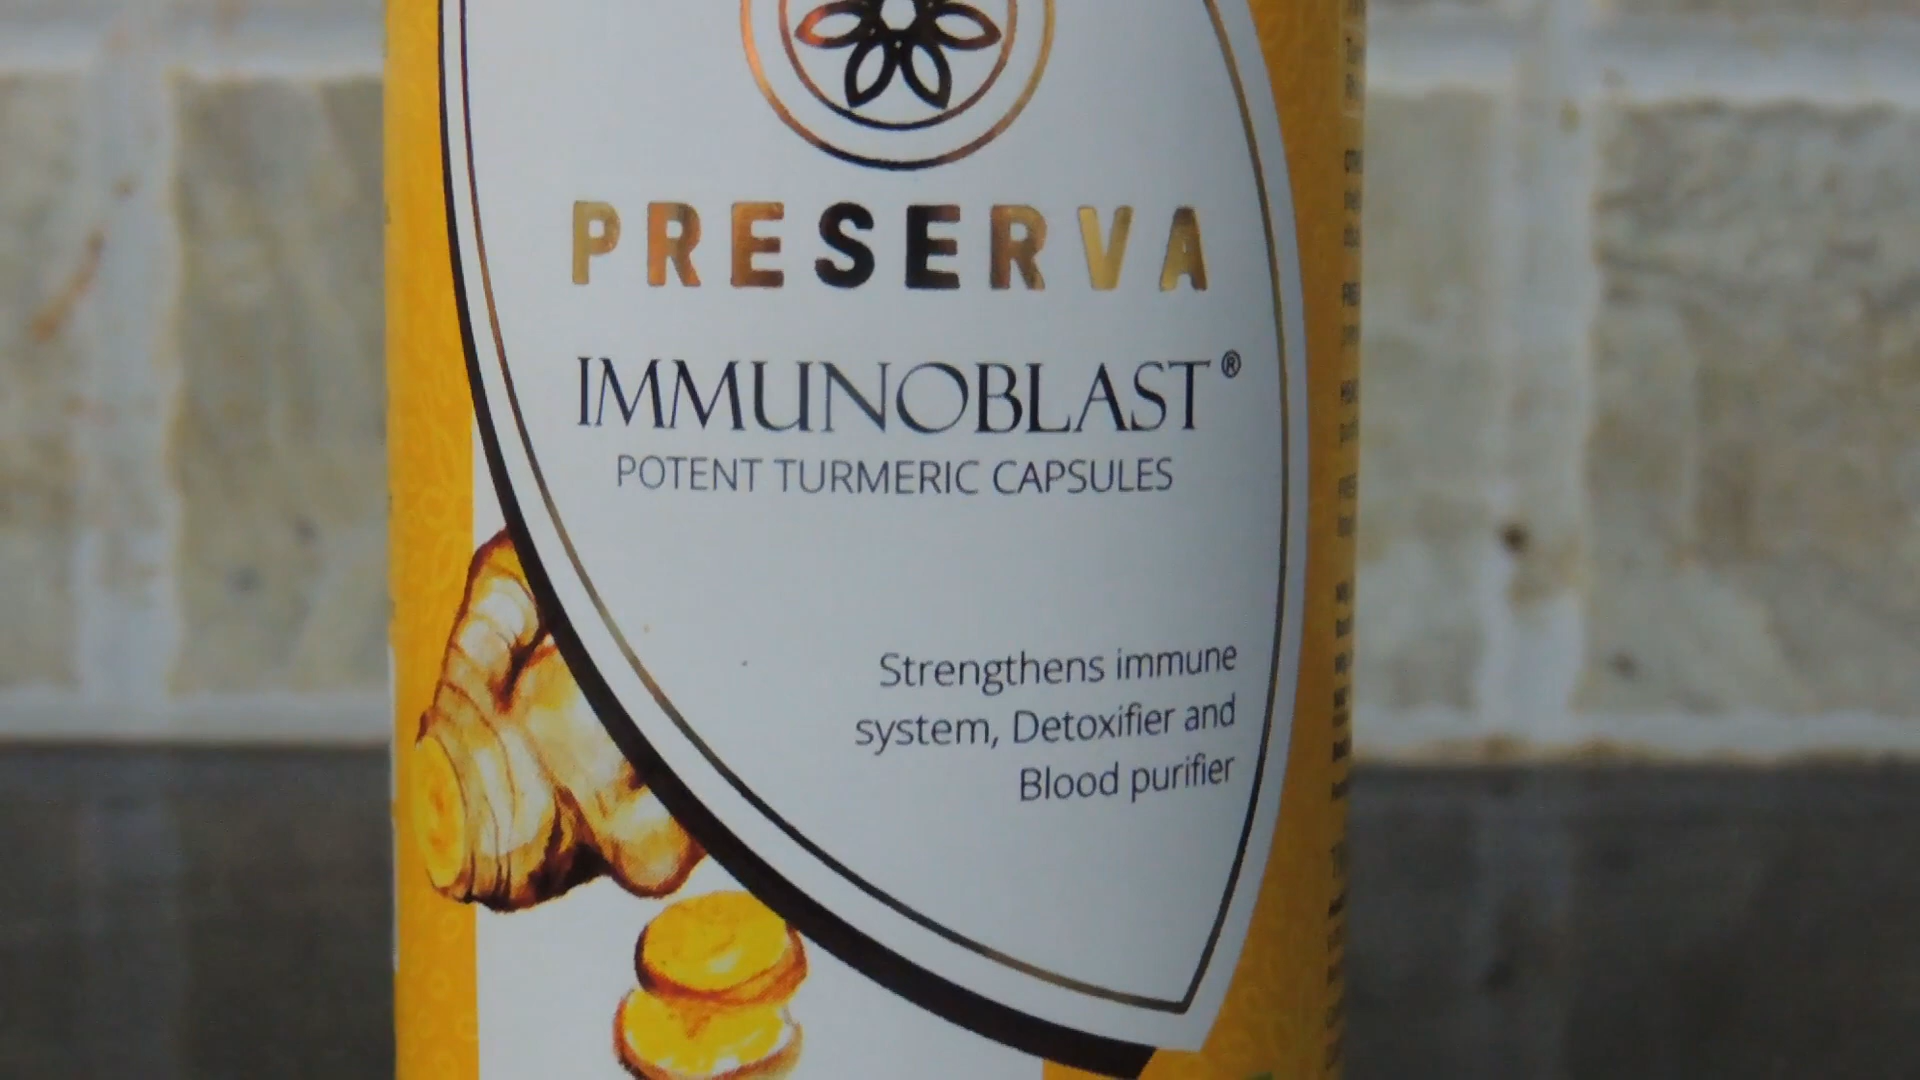 PRESERVA
IMMUNOBLAST®
POTENT TURMERIC CAPSULES
Strengthens immune
system, Detoxifier and
Blood purifier